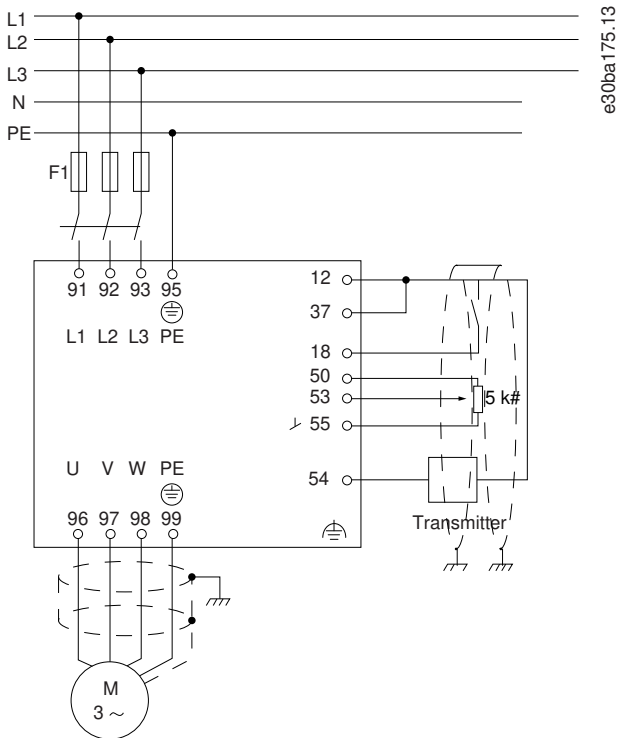 L1
L2
L3
N
PE
e30ba175.13
F1
91 92 93 95
L1 L2 L3 PE
12
37
18
50
53
5 k#
55
54
Transmitter
U V W PE
96 97 98 99
M
3 ~